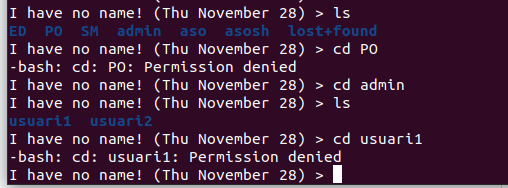 I have no name! (Thu November 28) > ls
ED PO SM admin aso asosh lost+found
I have no name! (Thu November 28) > cd PO
-bash: cd: PO: Permission denied
I have no name! (Thu November 28) > cd admin
I have no name! (Thu November 28) > ls
usuari1 usuari2
I have no name! (Thu November 28) > cd usuari1
-bash: cd: usuari1: Permission denied
I have no name! (Thu November 28) >